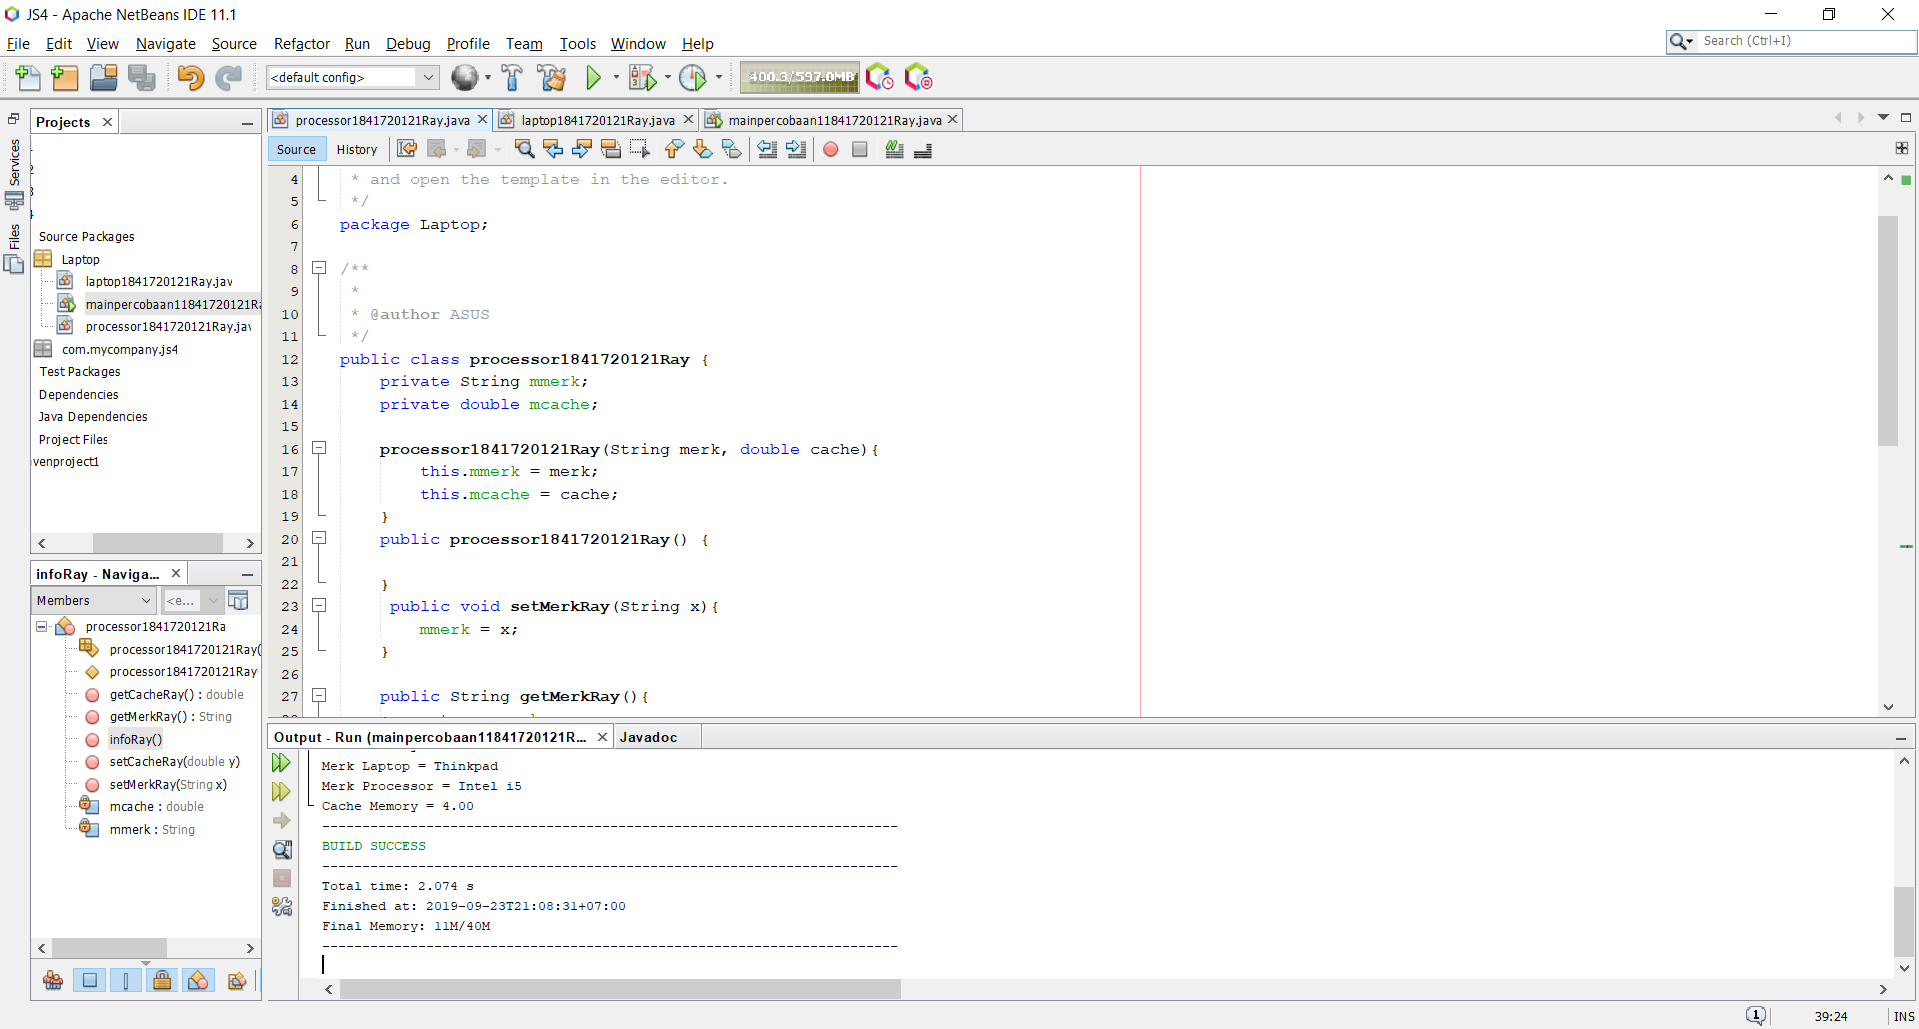 JS4 - Apache NetBeans IDE 11.1
File Edit View Navigate Source Refactor Run Debug Profile Team Tools Window Help
Search (Ctrl+I)
<default config>
400.3/597.0MB
Services
Files
Projects
Source Packages
Laptop
laptop1841720121Ray.jav
mainpercobaan11841720121Ra
processor1841720121Ray.jav
com.mycompany.js4
Test Packages
Dependencies
Java Dependencies
Project Files
venproject1
infoRay - Naviga...
Members
<e...
processor1841720121Ra
processor1841720121Ray(
processor1841720121Ray
getCacheRay() : double
getMerkRay() : String
infoRay()
setCacheRay(double y)
setMerkRay(String x)
mcache : double
mmerk : String
processor1841720121Ray.java laptop1841720121Ray.java mainpercobaan11841720121Ray.java
Source History
4 * and open the template in the editor.
5 */
6 package Laptop;
7
8 /**
9 *
10 * @author ASUS
11 */
12 public class processor1841720121Ray {
13 private String mmerk;
14 private double mcache;
15
16 processor1841720121Ray(String merk, double cache){
17 this.mmerk = merk;
18 this.mcache = cache;
19 }
20 public processor1841720121Ray() {
21
22 }
23 public void setMerkRay(String x){
24 mmerk = x;
25 }
26
27 public String getMerkRay(){
Output - Run (mainpercobaan11841720121R... Javadoc
Merk Laptop = Thinkpad
Merk Processor = Intel i5
Cache Memory = 4.00
------------------------------------------------------------------------
BUILD SUCCESS
------------------------------------------------------------------------
Total time: 2.074 s
Finished at: 2019-09-23T21:08:31+07:00
Final Memory: 11M/40M
------------------------------------------------------------------------
1
39:24 INS